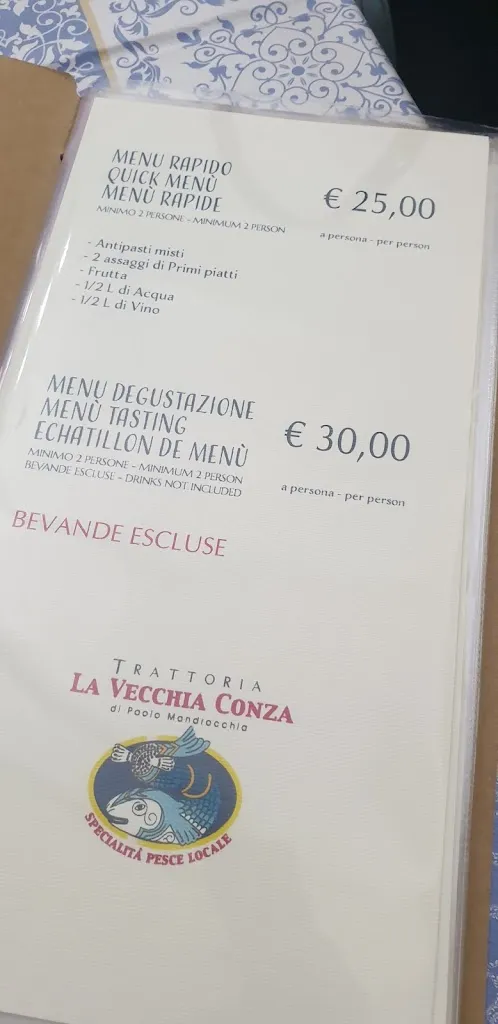 MENU RAPIDO
QUICK MENÙ
MENÙ RAPIDE
MINIMO 2 PERSONE - MINIMUM 2 PERSON
€ 25,00
a persona - per person
- Antipasti misti
- 2 assaggi di Primi piatti
- Frutta
- 1/2 L di Acqua
- 1/2 L di Vino
MENU DEGUSTAZIONE
MENÙ TASTING
ECHATILLON DE MENÙ
MINIMO 2 PERSONE - MINIMUM 2 PERSON
BEVANDE ESCLUSE - DRINKS NOT INCLUDED
€ 30,00
a persona - per person
BEVANDE ESCLUSE
TRATTORIA
LA VECCHIA CONZA
di Paolo Mandracchia
SPECIALITÁ PESCE LOCALE